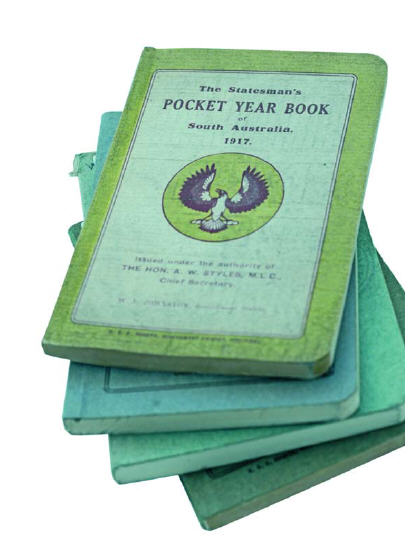 The Statesman's
POCKET YEAR BOOK
of
South Australia.
1917.
Issued under the authority of
THE HON. A. W. STYLES, M.L.C.,
Chief Secretary.